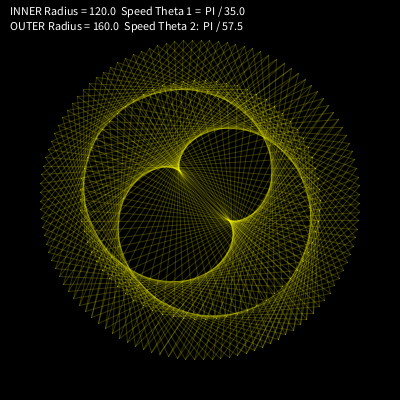 INNER Radius = 120.0  Speed Theta 1 =  PI / 35.0
OUTER Radius = 160.0  Speed Theta 2:  PI / 57.5